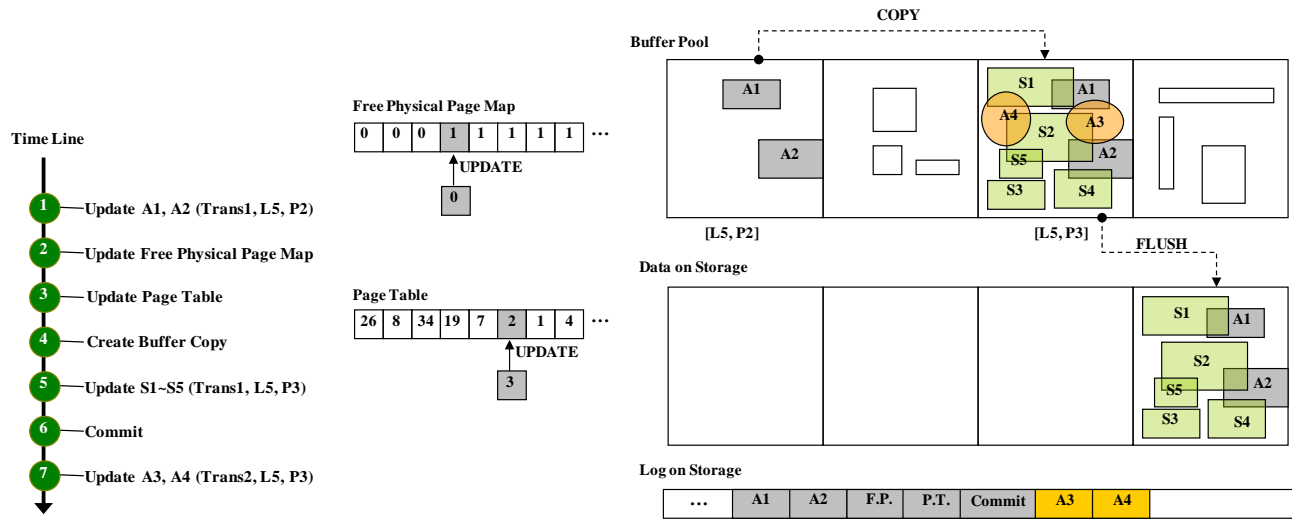 Time Line
1
Update A1, A2 (Trans1, L5, P2)
2
Update Free Physical Page Map
3
Update Page Table
4
Create Buffer Copy
5
Update S1~S5 (Trans1, L5, P3)
6
Commit
7
Update A3, A4 (Trans2, L5, P3)
Free Physical Page Map
0 0 0 1 1 1 1 1 ...
UPDATE
0
Page Table
26 8 34 19 7 2 1 4 ...
UPDATE
3
COPY
Buffer Pool
A1
A2
S1
A1
A4
A3
S2
A2
S5
S3
S4
[L5, P2]
[L5, P3]
FLUSH
Data on Storage
S1
A1
S2
A2
S5
S3
S4
Log on Storage
... A1 A2 F.P. P.T. Commit A3 A4